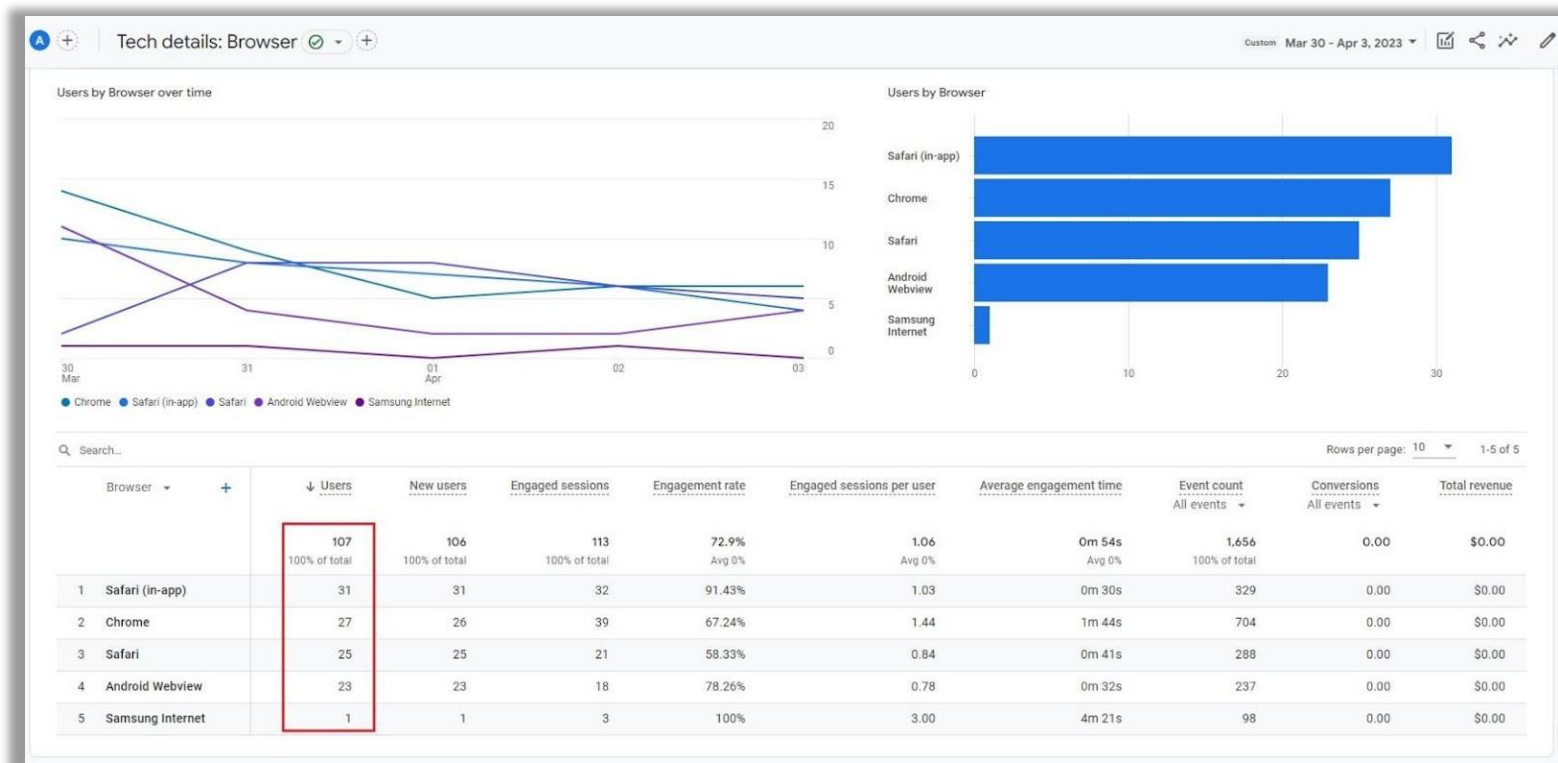 A
Tech details: Browser
Custom Mar 30 - Apr 3, 2023
Users by Browser over time
20
15
10
5
0
30 Mar
31
01 Apr
02
03
Chrome Safari (in-app) Safari Android Webview Samsung Internet
Users by Browser
Safari (in-app)
Chrome
Safari
Android
Webview
Samsung
Internet
0 10 20 30
Search...
Rows per page: 10 1-5 of 5
Browser + ↓ Users New users Engaged sessions Engagement rate Engaged sessions per user Average engagement time Event count Conversions Total revenue
All events All events
107 106 113 72.9% 1.06 0m 54s 1,656 0.00 $0.00
100% of total 100% of total 100% of total Avg 0% Avg 0% Avg 0% 100% of total
1 Safari (in-app) 31 31 32 91.43% 1.03 0m 30s 329 0.00 $0.00
2 Chrome 27 26 39 67.24% 1.44 1m 44s 704 0.00 $0.00
3 Safari 25 25 21 58.33% 0.84 0m 41s 288 0.00 $0.00
4 Android Webview 23 23 18 78.26% 0.78 0m 32s 237 0.00 $0.00
5 Samsung Internet 1 1 3 100% 3.00 4m 21s 98 0.00 $0.00